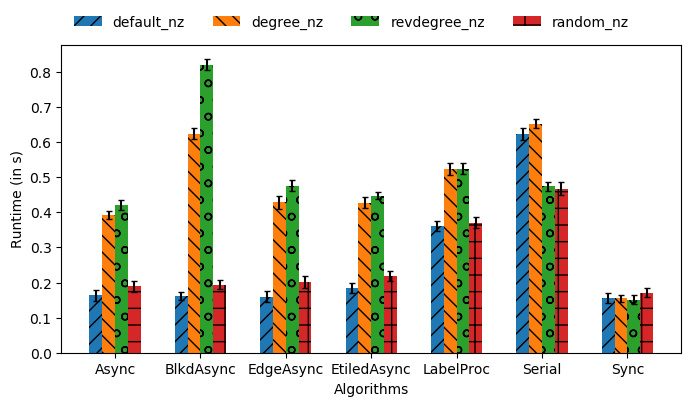 default_nz degree_nz revdegree_nz random_nz
Runtime (in s)
0.8
0.7
0.6
0.5
0.4
0.3
0.2
0.1
0.0
Async BlkdAsync EdgeAsync EtiledAsync LabelProc Serial Sync
Algorithms